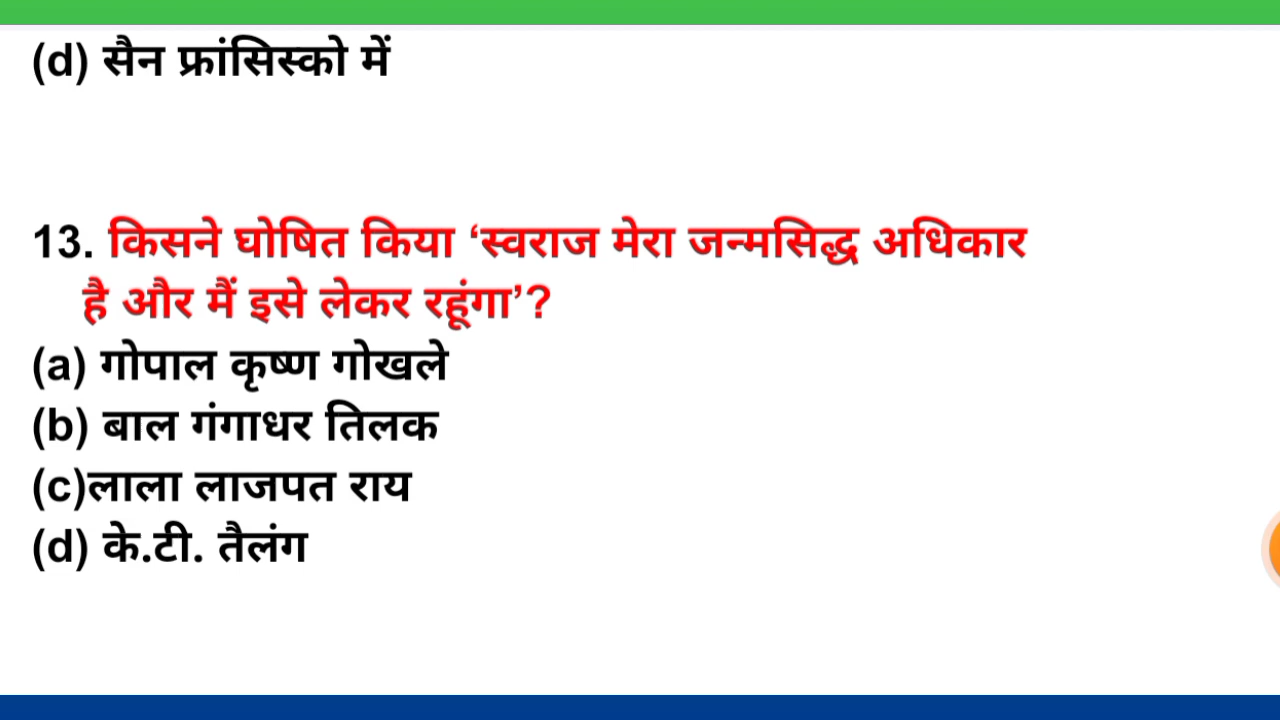 (d) सैन फ्रांसिस्को में
13. किसने घोषित किया ‘स्वराज मेरा जन्मसिद्ध अधिकार
है और मैं इसे लेकर रहूंगा’?
(a) गोपाल कृष्ण गोखले
(b) बाल गंगाधर तिलक
(c)लाला लाजपत राय
(d) के.टी. तैलंग